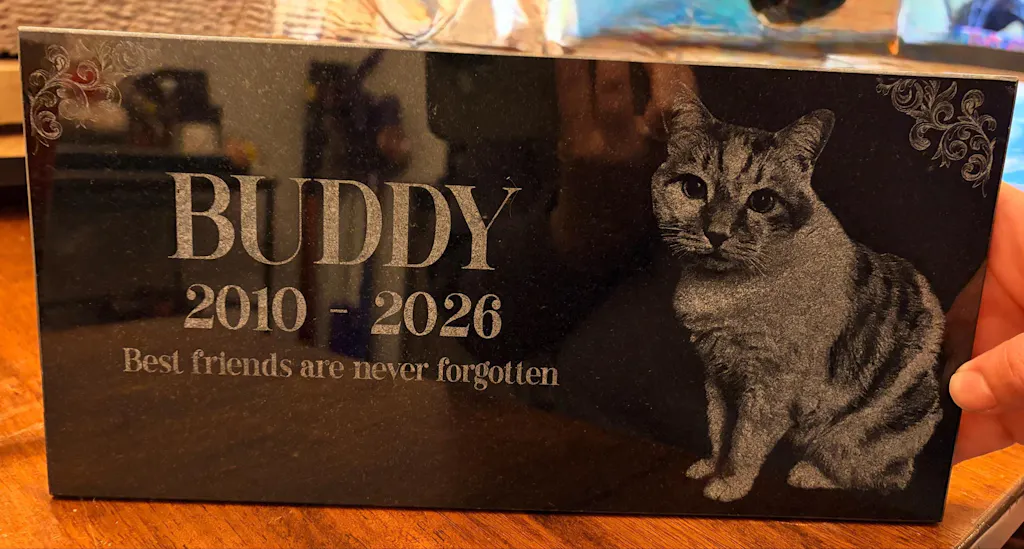 BUDDY
2010 - 2026
Best friends are never forgotten